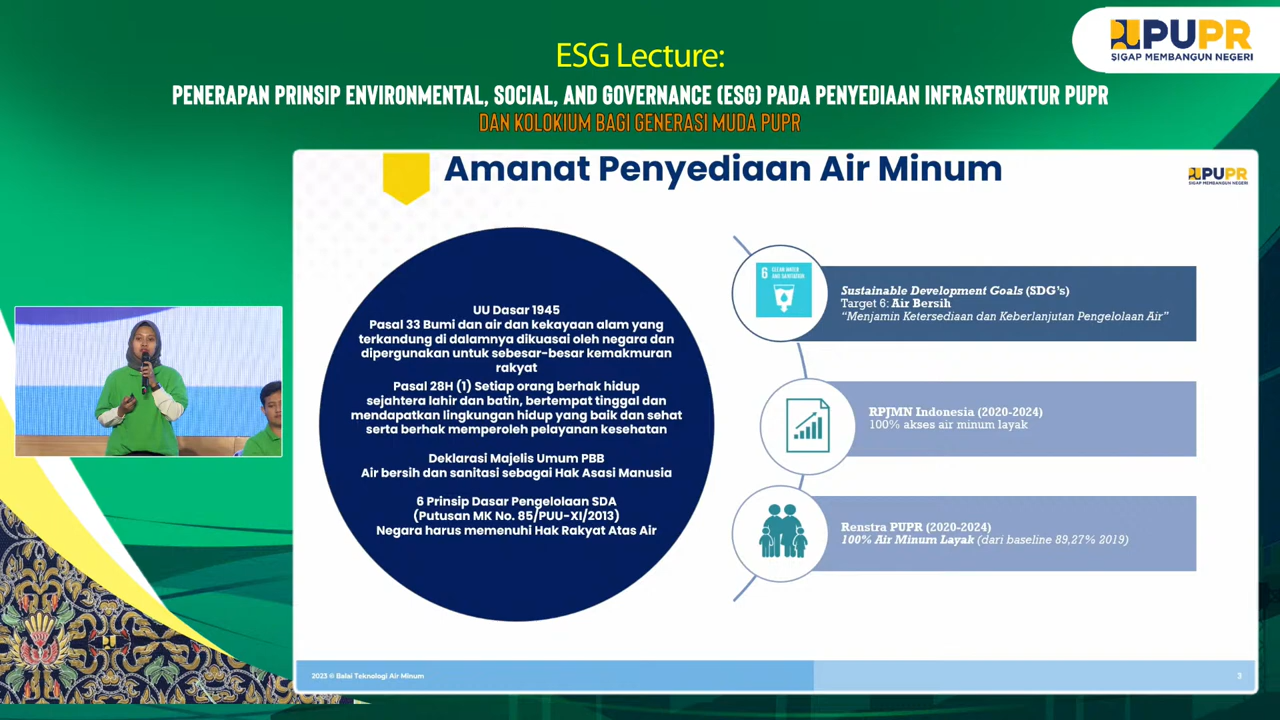 PUPR
SIGAP MEMBANGUN NEGERI
ESG Lecture:
PENERAPAN PRINSIP ENVIRONMENTAL, SOCIAL, AND GOVERNANCE (ESG) PADA PENYEDIAAN INFRASTRUKTUR PUPR
DAN KOLOKIUM BAGI GENERASI MUDA PUPR
Amanat Penyediaan Air Minum
PUPR
SIGAP MEMBANGUN NEGERI
UU Dasar 1945
Pasal 33 Bumi dan air dan kekayaan alam yang
terkandung di dalamnya dikuasai oleh negara dan
dipergunakan untuk sebesar-besar kemakmuran
rakyat
Pasal 28H (1) Setiap orang berhak hidup
sejahtera lahir dan batin, bertempat tinggal dan
mendapatkan lingkungan hidup yang baik dan sehat
serta berhak memperoleh pelayanan kesehatan
Deklarasi Majelis Umum PBB
Air bersih dan sanitasi sebagai Hak Asasi Manusia
6 Prinsip Dasar Pengelolaan SDA
(Putusan MK No. 85/PUU-XI/2013)
Negara harus memenuhi Hak Rakyat Atas Air
6 CLEAN WATER
AND SANITATION
Sustainable Development Goals (SDG's)
Target 6: Air Bersih
“Menjamin Ketersediaan dan Keberlanjutan Pengelolaan Air”
RPJMN Indonesia (2020-2024)
100% akses air minum layak
Renstra PUPR (2020-2024)
100% Air Minum Layak (dari baseline 89,27% 2019)
2023 © Balai Teknologi Air Minum
3